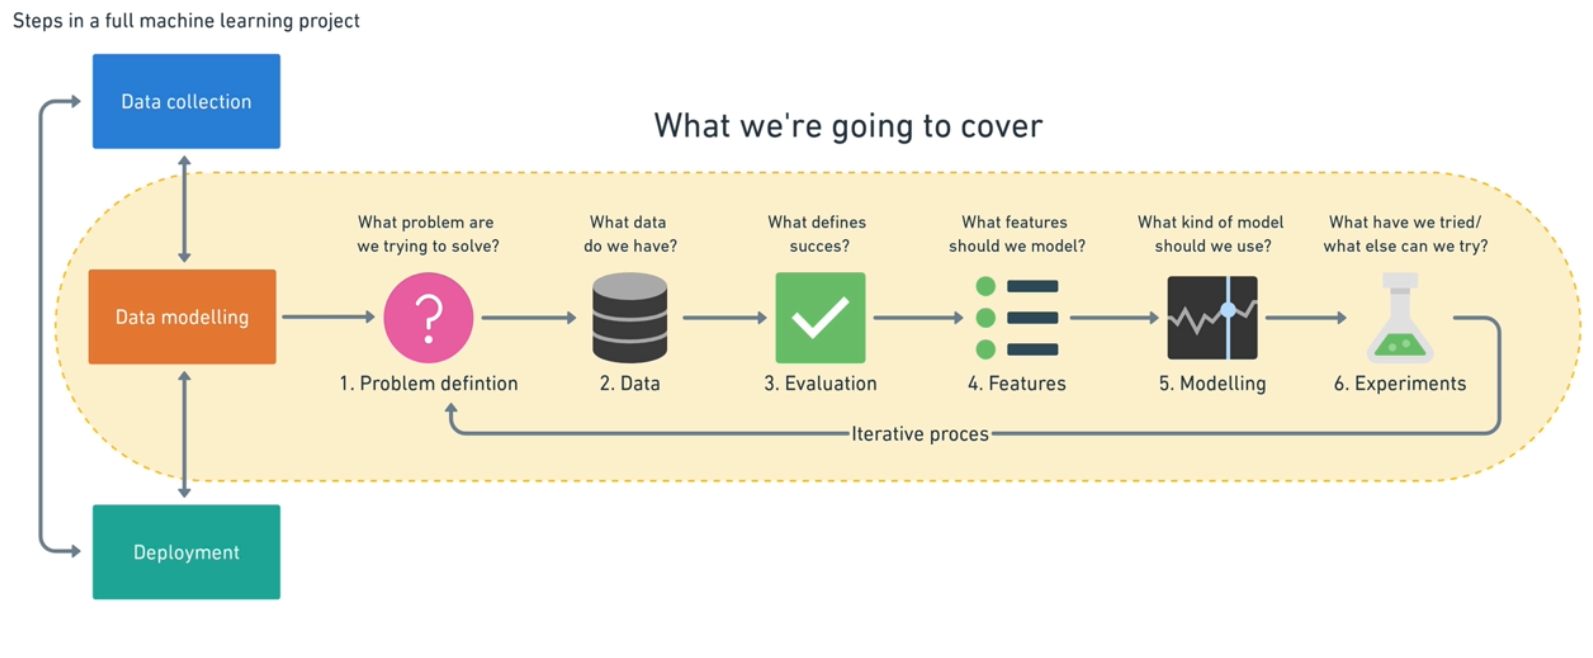 Steps in a full machine learning project
Data collection
What we're going to cover
What problem are
we trying to solve?
What data
do we have?
What defines
succes?
What features
should we model?
What kind of model
should we use?
What have we tried/
what else can we try?
Data modelling
1. Problem defintion
2. Data
3. Evaluation
4. Features
5. Modelling
6. Experiments
Iterative proces
Deployment